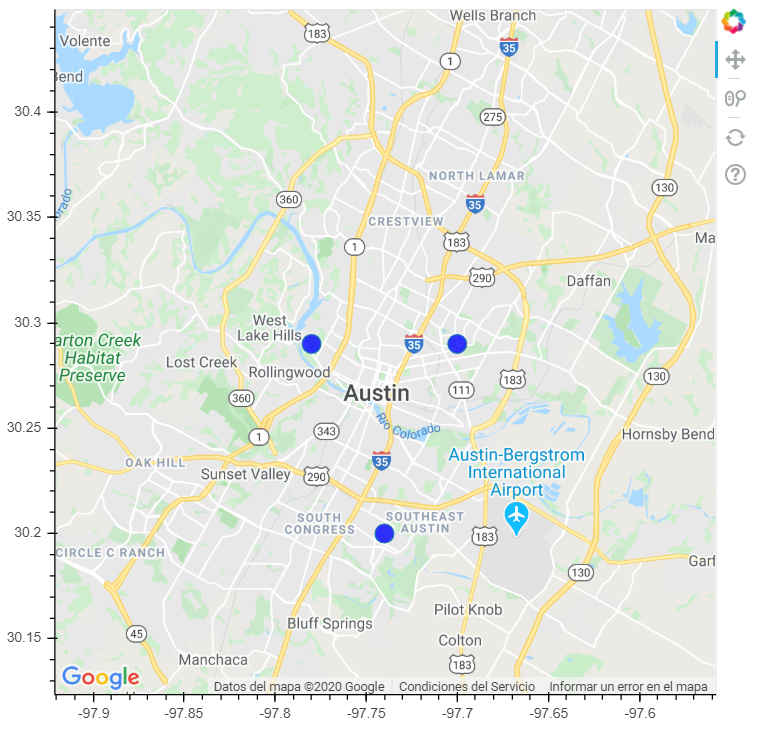 Wells Branch
183
Volente
35
Bend
1
30.4
275
NORTH LAMAR
130
360
35
orado
30.35
CRESTVIEW
183
Ma
1
290
Daffan
30.3
West
Lake Hills
35
arton Creek
Habitat
Preserve
Lost Creek
Rollingwood
183
130
111
Austin
360
30.25
343
Río Colorado
Hornsby Bend
1
Austin-Bergstrom
International
Airport
OAK HILL
35
Sunset Valley
290
SOUTH
CONGRESS
SOUTHEAST
AUSTIN
30.2
183
CIRCLE C RANCH
Garf
130
Pilot Knob
Bluff Springs
45
30.15
Colton
Manchaca
183
Google
Datos del mapa ©2020 Google
Condiciones del Servicio
Informar un error en el mapa
-97.9
-97.85
-97.8
-97.75
-97.7
-97.65
-97.6